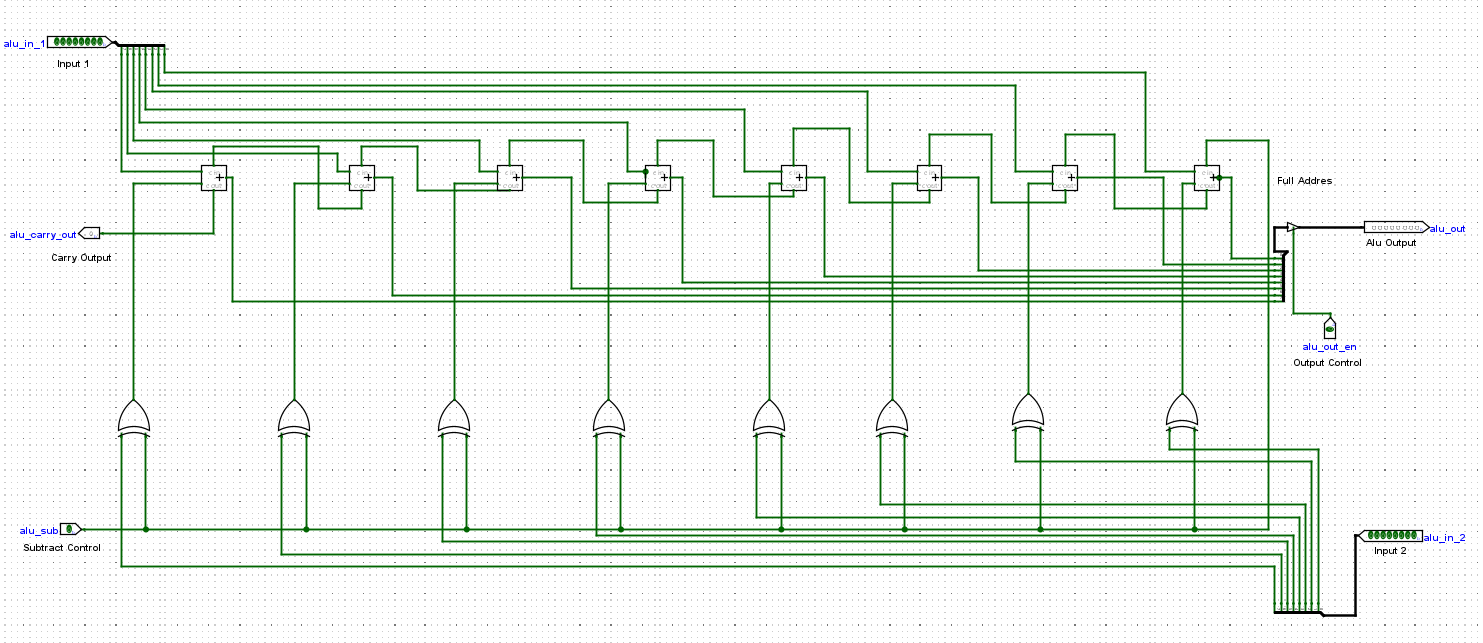 alu_in_1
Input 1
Full Addres
alu_carry_out
Carry Output
alu_out
Alu Output
alu_out_en
Output Control
alu_sub
Subtract Control
alu_in_2
Input 2